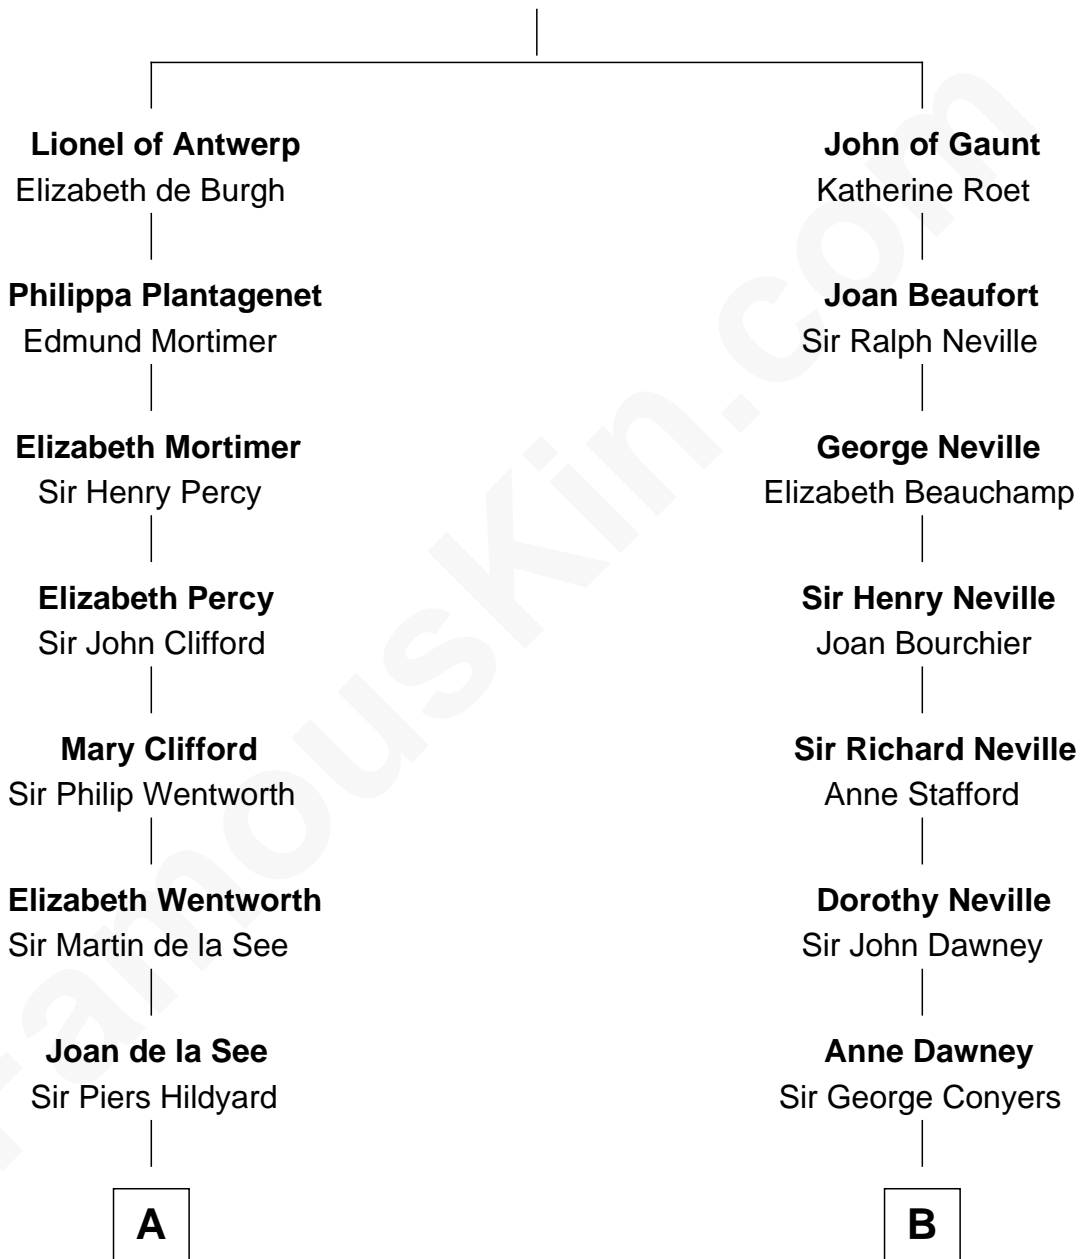 Lionel of Antwerp
Elizabeth de Burgh
Philippa Plantagenet
Edmund Mortimer
Elizabeth Mortimer
Sir Henry Percy
Elizabeth Percy
Sir John Clifford
Mary Clifford
Sir Philip Wentworth
Elizabeth Wentworth
Sir Martin de la See
Joan de la See
Sir Piers Hildyard
A
John of Gaunt
Katherine Roet
Joan Beaufort
Sir Ralph Neville
George Neville
Elizabeth Beauchamp
Sir Henry Neville
Joan Bourchier
Sir Richard Neville
Anne Stafford
Dorothy Neville
Sir John Dawney
Anne Dawney
Sir George Conyers
B
FamousKin.com